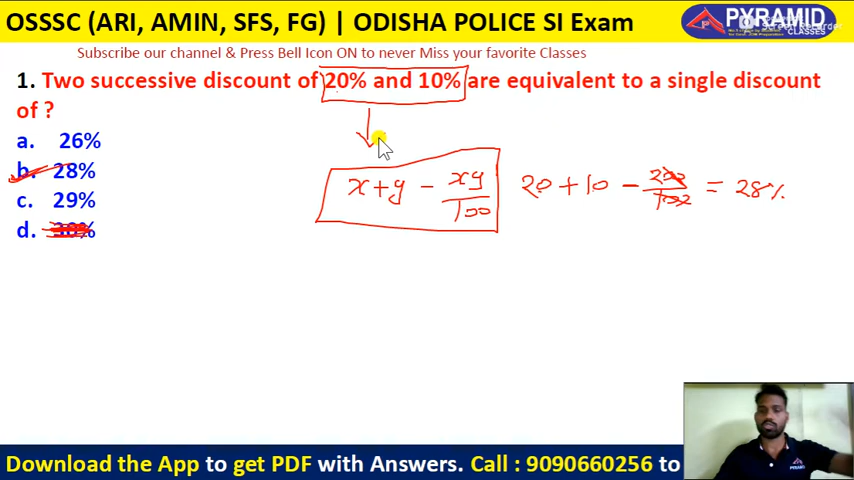 OSSSC (ARI, AMIN, SFS, FG) | ODISHA POLICE SI Exam
PYRAMID
CLASSES
Subscribe our channel & Press Bell Icon ON to never Miss your favorite Classes
1. Two successive discount of 20% and 10% are equivalent to a single discount
of ?
a. 26%
b. 28%
x+y - xy/100 20+10 - 200/100 = 28%
c. 29%
d. 30%
PYRAMID
Download the App to get PDF with Answers. Call : 9090660256 to